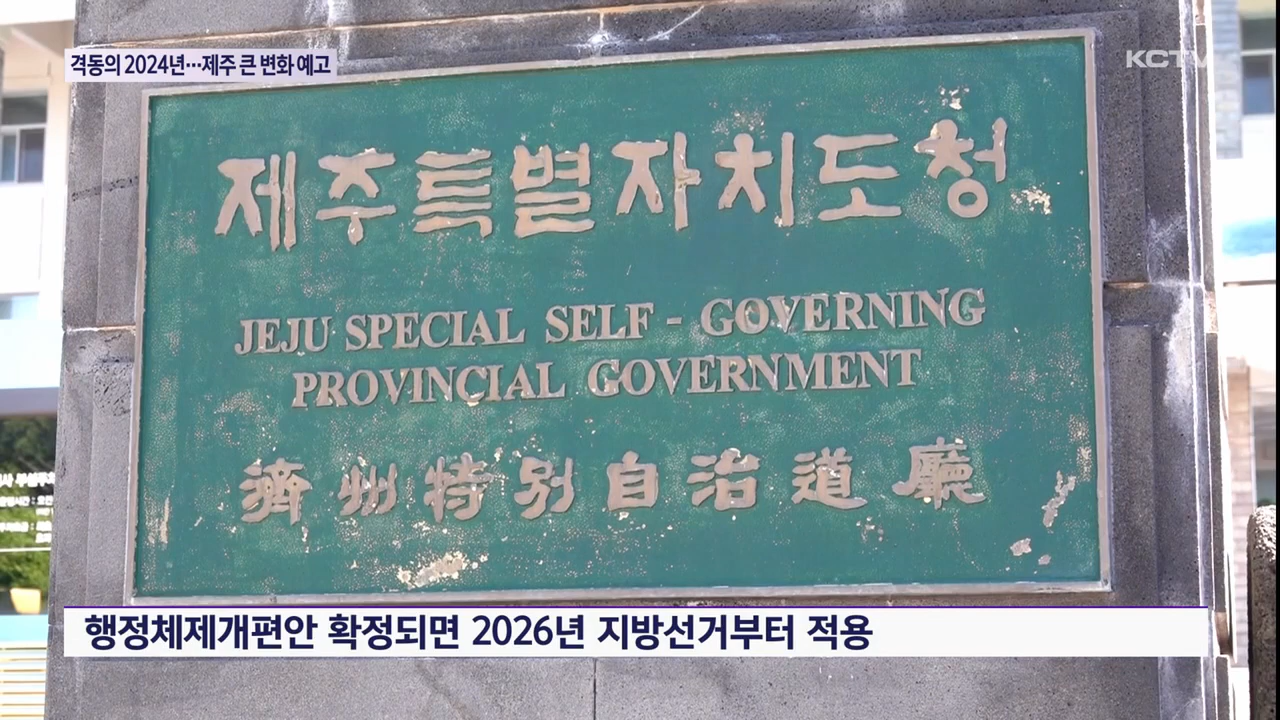 격동의 2024년…제주 큰 변화 예고
KCTV
제주특별자치도청
JEJU SPECIAL SELF - GOVERNING
PROVINCIAL GOVERNMENT
濟州特別自治道廳
행정체제개편안 확정되면 2026년 지방선거부터 적용